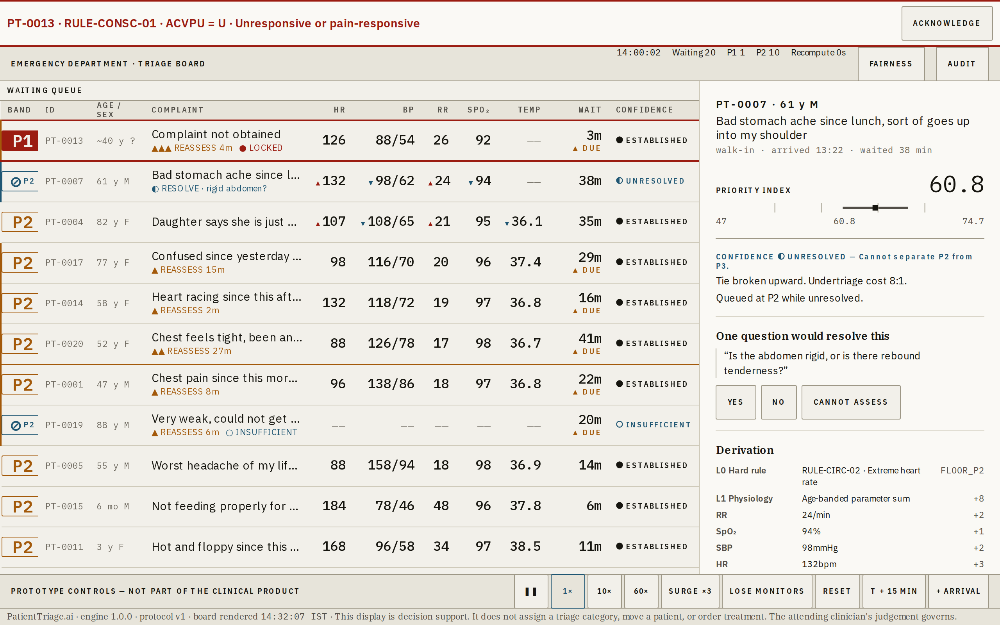 PT-0013 · RULE-CONSC-01 · ACVPU = U · Unresponsive or pain-responsive
ACKNOWLEDGE
EMERGENCY DEPARTMENT · TRIAGE BOARD
14:00:02 Waiting 20 P1 1 P2 10 Recompute 0s
FAIRNESS
AUDIT
WAITING QUEUE
BAND ID AGE / SEX COMPLAINT HR BP RR SPO₂ TEMP WAIT CONFIDENCE
P1 PT-0013 ~40 y ? Complaint not obtained 126 88/54 26 92 —— 3m ● ESTABLISHED
▲▲▲ REASSESS 4m ● LOCKED ▲ DUE
⊘ P2 PT-0007 61 y M Bad stomach ache since l... ▲132 ▼98/62 ▲24 ▼94 —— 38m ◐ UNRESOLVED
◐ RESOLVE · rigid abdomen?
P2 PT-0004 82 y F Daughter says she is just ... ▲107 ▼108/65 ▲21 95 ▼36.1 35m ● ESTABLISHED
P2 PT-0017 77 y F Confused since yesterday ... 98 116/70 20 96 37.4 29m ● ESTABLISHED
▲ REASSESS 15m ▲ DUE
P2 PT-0014 58 y F Heart racing since this aft... 132 118/72 19 97 36.8 16m ● ESTABLISHED
▲ REASSESS 2m ▲ DUE
P2 PT-0020 52 y F Chest feels tight, been an... 88 126/78 17 98 36.7 41m ● ESTABLISHED
▲▲ REASSESS 27m ▲ DUE
P2 PT-0001 47 y M Chest pain since this mor... 96 138/86 18 97 36.8 22m ● ESTABLISHED
▲ REASSESS 8m ▲ DUE
⊘ P2 PT-0019 88 y M Very weak, could not get ... —— —— —— —— —— 20m ○ INSUFFICIENT
▲ REASSESS 6m ○ INSUFFICIENT ▲ DUE
P2 PT-0005 55 y M Worst headache of my lif... 88 158/94 18 98 36.9 14m ● ESTABLISHED
P2 PT-0015 6 mo M Not feeding properly for ... 184 78/46 48 96 37.8 6m ● ESTABLISHED
P2 PT-0011 3 y F Hot and floppy since this ... 168 96/58 34 97 38.5 11m ● ESTABLISHED
PT-0007 · 61 y M
Bad stomach ache since lunch, sort of goes up
into my shoulder
walk-in · arrived 13:22 · waited 38 min
PRIORITY INDEX 60.8
47 60.8 74.7
CONFIDENCE ◐ UNRESOLVED — Cannot separate P2 from
P3.
Tie broken upward. Undertriage cost 8:1.
Queued at P2 while unresolved.
One question would resolve this
“Is the abdomen rigid, or is there rebound
tenderness?”
YES
NO
CANNOT ASSESS
Derivation
L0 Hard rule RULE-CIRC-02 · Extreme heart FLOOR_P2
rate
L1 Physiology Age-banded parameter sum +8
RR 24/min +2
SpO₂ 94% +1
SBP 98mmHg +2
HR 132bpm +3
PROTOTYPE CONTROLS — NOT PART OF THE CLINICAL PRODUCT
❚❚ 1× 10× 60× SURGE ×3 LOSE MONITORS RESET T + 15 MIN + ARRIVAL
PatientTriage.ai · engine 1.0.0 · protocol v1 · board rendered 14:32:07 IST · This display is decision support. It does not assign a triage category, move a patient, or order treatment. The attending clinician's judgement governs.